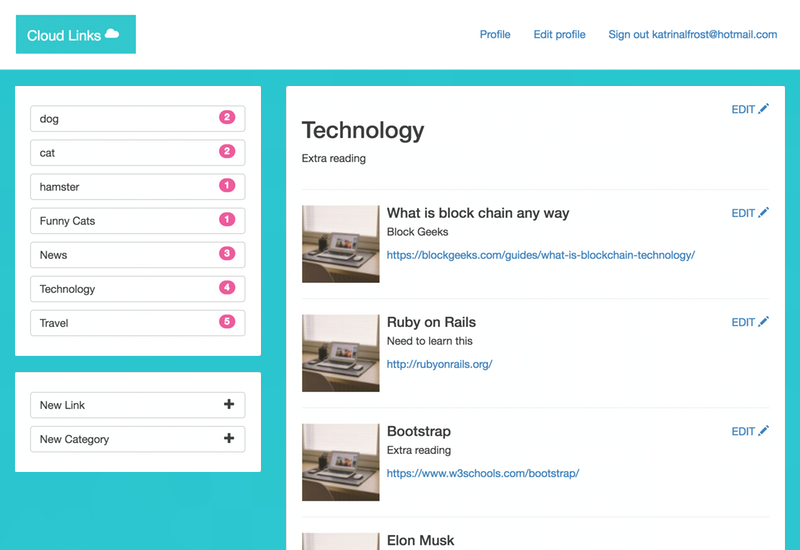 Cloud Links
Profile
Edit profile
Sign out katrinalfrost@hotmail.com
dog 2
cat 2
hamster 1
Funny Cats 1
News 3
Technology 4
Travel 5
New Link
New Category
EDIT
Technology
Extra reading
What is block chain any way
EDIT
Block Geeks
https://blockgeeks.com/guides/what-is-blockchain-technology/
Ruby on Rails
EDIT
Need to learn this
http://rubyonrails.org/
Bootstrap
EDIT
Extra reading
https://www.w3schools.com/bootstrap/
Elon Musk